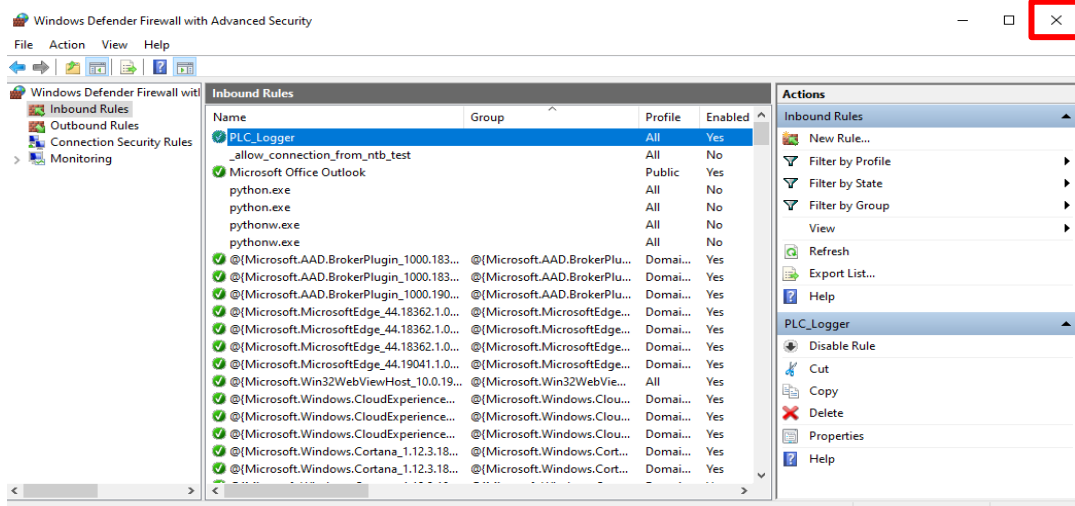 Windows Defender Firewall with Advanced Security
File Action View Help
Windows Defender Firewall witl
Inbound Rules
Outbound Rules
Connection Security Rules
Monitoring
Inbound Rules
Name Group Profile Enabled
PLC_Logger All Yes
_allow_connection_from_ntb_test All No
Microsoft Office Outlook Public Yes
python.exe All No
python.exe All No
pythonw.exe All No
pythonw.exe All No
@{Microsoft.AAD.BrokerPlugin_1000.183... @{Microsoft.AAD.BrokerPlu... Domai... Yes
@{Microsoft.AAD.BrokerPlugin_1000.183... @{Microsoft.AAD.BrokerPlu... Domai... Yes
@{Microsoft.AAD.BrokerPlugin_1000.190... @{Microsoft.AAD.BrokerPlu... Domai... Yes
@{Microsoft.MicrosoftEdge_44.18362.1.0... @{Microsoft.MicrosoftEdge... Domai... Yes
@{Microsoft.MicrosoftEdge_44.18362.1.0... @{Microsoft.MicrosoftEdge... Domai... Yes
@{Microsoft.MicrosoftEdge_44.18362.1.0... @{Microsoft.MicrosoftEdge... Domai... Yes
@{Microsoft.MicrosoftEdge_44.19041.1.0... @{Microsoft.MicrosoftEdge... Domai... Yes
@{Microsoft.Win32WebViewHost_10.0.19... @{Microsoft.Win32WebVie... All Yes
@{Microsoft.Windows.CloudExperience... @{Microsoft.Windows.Clou... Domai... Yes
@{Microsoft.Windows.CloudExperience... @{Microsoft.Windows.Clou... Domai... Yes
@{Microsoft.Windows.Cortana_1.12.3.18... @{Microsoft.Windows.Cort... Domai... Yes
@{Microsoft.Windows.Cortana_1.12.3.18... @{Microsoft.Windows.Cort... Domai... Yes
Actions
Inbound Rules
New Rule...
Filter by Profile
Filter by State
Filter by Group
View
Refresh
Export List...
Help
PLC_Logger
Disable Rule
Cut
Copy
Delete
Properties
Help